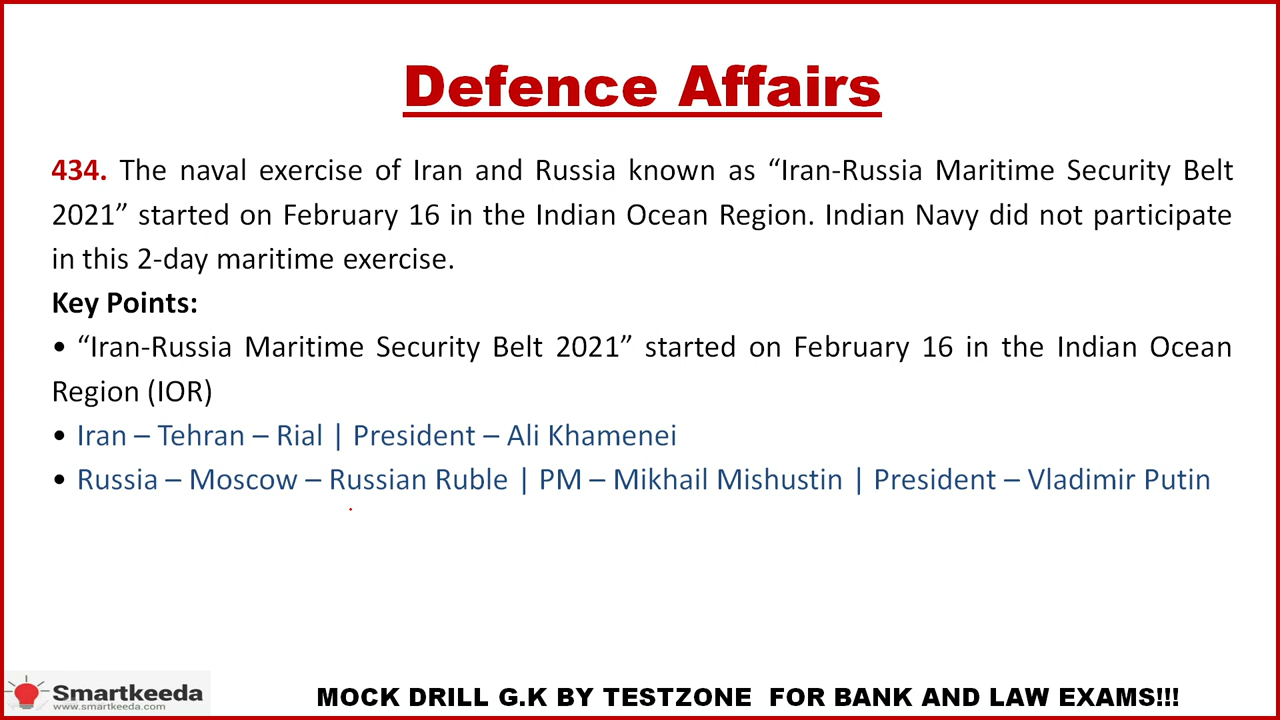 Defence Affairs
434. The naval exercise of Iran and Russia known as “Iran-Russia Maritime Security Belt
2021” started on February 16 in the Indian Ocean Region. Indian Navy did not participate
in this 2-day maritime exercise.
Key Points:
• “Iran-Russia Maritime Security Belt 2021” started on February 16 in the Indian Ocean
Region (IOR)
• Iran – Tehran – Rial | President – Ali Khamenei
• Russia – Moscow – Russian Ruble | PM – Mikhail Mishustin | President – Vladimir Putin
Smartkeeda
www.smartkeeda.com
MOCK DRILL G.K BY TESTZONE FOR BANK AND LAW EXAMS!!!